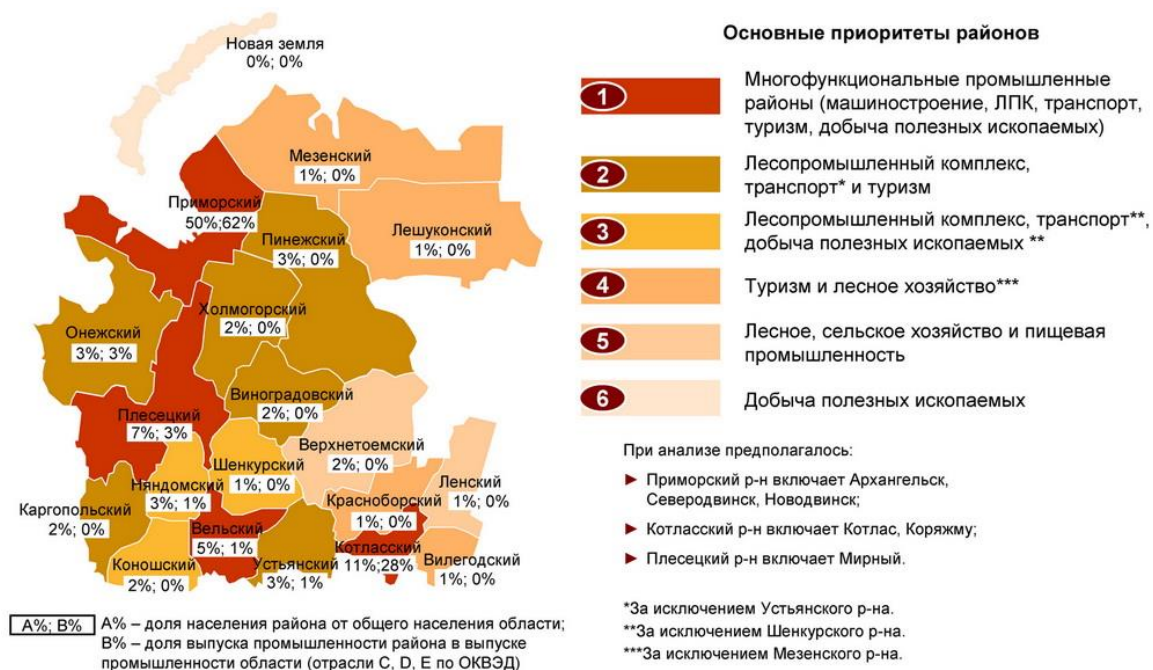 Новая земля
0%; 0%
Мезенский
1%; 0%
Приморский
50%;62%
Лешуконский
1%; 0%
Пинежский
3%; 0%
Холмогорский
2%; 0%
Онежский
3%; 3%
Виноградовский
2%; 0%
Плесецкий
7%; 3%
Верхнетоемский
2%; 0%
Шенкурский
1%; 0%
Няндомский
3%; 1%
Ленский
1%; 0%
Красноборский
1%; 0%
Каргопольский
2%; 0%
Вельский
5%; 1%
Котласский
11%;28%
Вилегодский
1%; 0%
Устьянский
3%; 1%
Коношский
2%; 0%
A%; B%
A% – доля населения района от общего населения области;
B% – доля выпуска промышленности района в выпуске
промышленности области (отрасли C, D, E по ОКВЭД)
Основные приоритеты районов
1
Многофункциональные промышленные
районы (машиностроение, ЛПК, транспорт,
туризм, добыча полезных ископаемых)
2
Лесопромышленный комплекс,
транспорт* и туризм
3
Лесопромышленный комплекс, транспорт**,
добыча полезных ископаемых **
4
Туризм и лесное хозяйство***
5
Лесное, сельское хозяйство и пищевая
промышленность
6
Добыча полезных ископаемых
При анализе предполагалось:
► Приморский р-н включает Архангельск,
Северодвинск, Новодвинск;
► Котласский р-н включает Котлас, Коряжму;
► Плесецкий р-н включает Мирный.
*За исключением Устьянского р-на.
**За исключением Шенкурского р-на.
***За исключением Мезенского р-на.